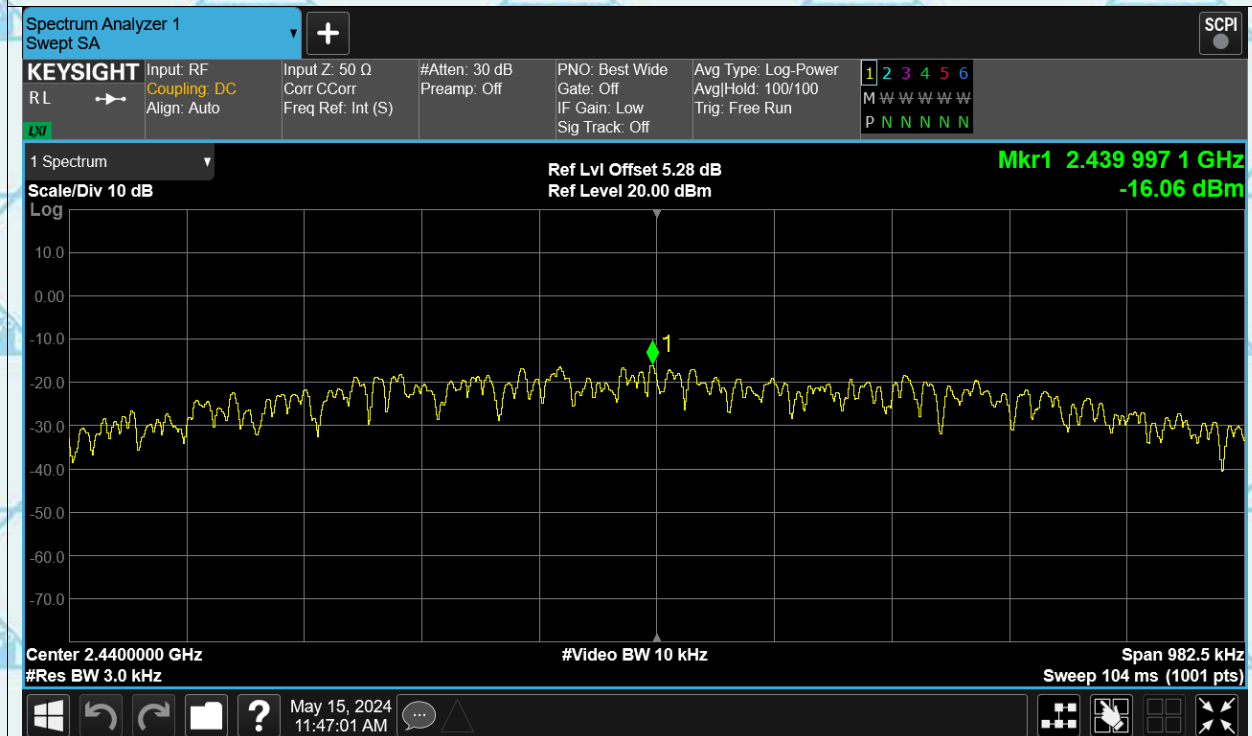 Spectrum Analyzer 1
Swept SA
SCPI
KEYSIGHT
RL
LXI
Input: RF
Coupling: DC
Align: Auto
Input Z: 50 Ω
Corr CCorr
Freq Ref: Int (S)
#Atten: 30 dB
Preamp: Off
PNO: Best Wide
Gate: Off
IF Gain: Low
Sig Track: Off
Avg Type: Log-Power
Avg|Hold: 100/100
Trig: Free Run
1 2 3 4 5 6
M W W W W W W
P N N N N N N
1 Spectrum
Scale/Div 10 dB
Ref Lvl Offset 5.28 dB
Ref Level 20.00 dBm
Mkr1 2.439 997 1 GHz
-16.06 dBm
Log
10.0
0.00
-10.0
-20.0
-30.0
-40.0
-50.0
-60.0
-70.0
1
Center 2.4400000 GHz
#Res BW 3.0 kHz
#Video BW 10 kHz
Span 982.5 kHz
Sweep 104 ms (1001 pts)
May 15, 2024
11:47:01 AM